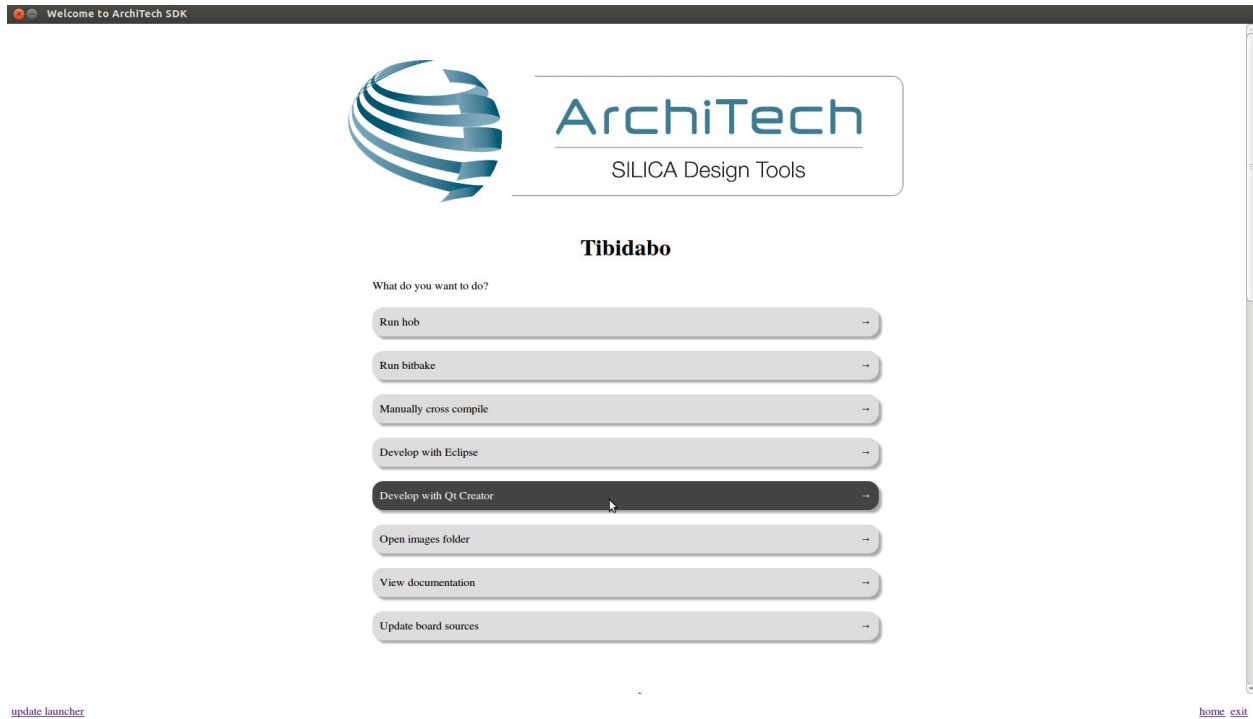 Welcome to ArchiTech SDK
ArchiTech
SILICA Design Tools
Tibidabo
What do you want to do?
Run hob →
Run bitbake →
Manually cross compile →
Develop with Eclipse →
Develop with Qt Creator →
Open images folder →
View documentation →
Update board sources →
update launcher home exit